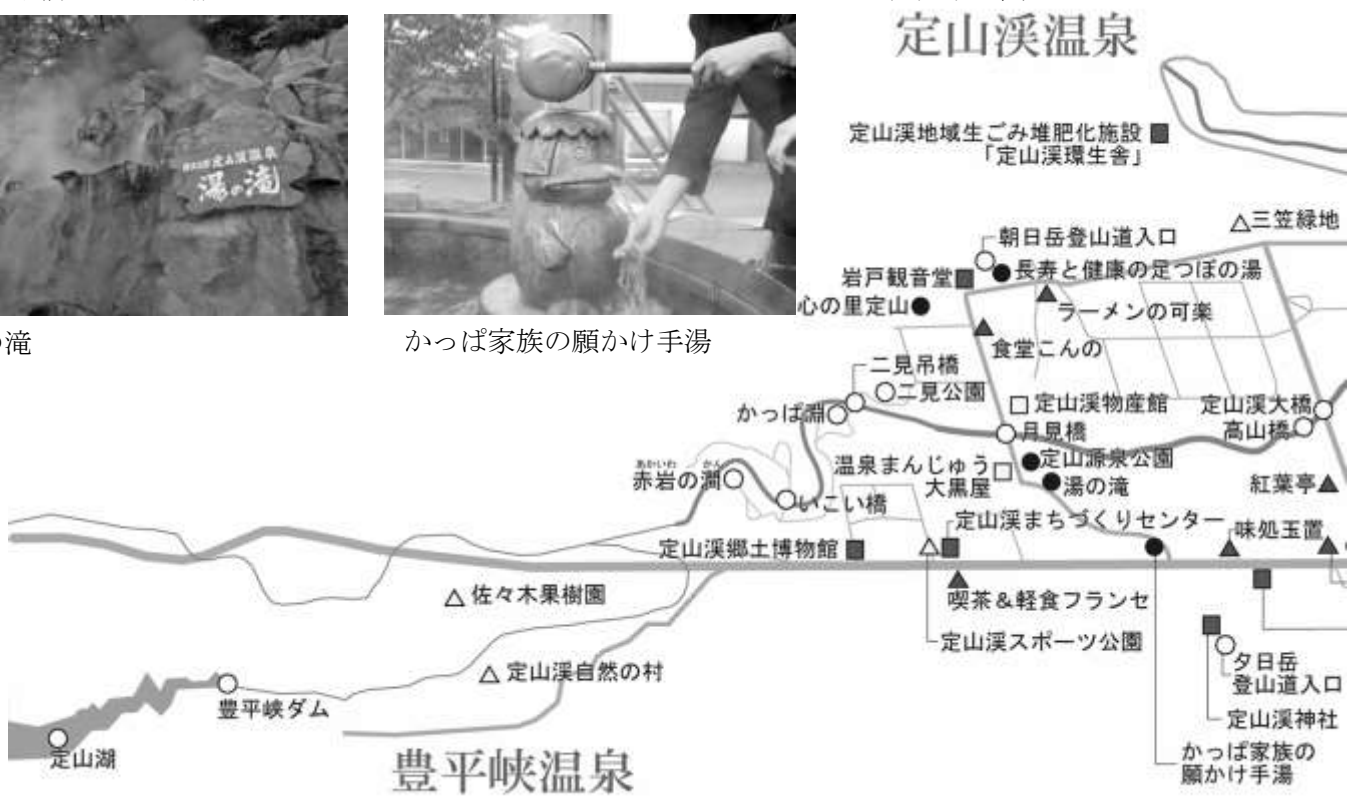 定山渓温泉
湯の滝
の滝
かっぱ家族の願かけ手湯
定山渓温泉
定山渓地域生ごみ堆肥化施設
「定山渓環生舎」
三笠緑地
朝日岳登山道入口
長寿と健康の足つぼの湯
岩戸観音堂
心の里定山
ラーメンの可楽
食堂こんの
二見吊橋
二見公園
かっぱ淵
定山渓物産館
定山渓大橋
月見橋
高山橋
定山源泉公園
温泉まんじゅう
大黒屋
湯の滝
紅葉亭
あかいわ かん
赤岩の澗
いこい橋
定山渓まちづくりセンター
味処玉置
定山渓郷土博物館
佐々木果樹園
喫茶&軽食フランセ
定山渓スポーツ公園
夕日岳
登山道入口
定山渓自然の村
豊平峡ダム
定山渓神社
定山湖
かっぱ家族の
願かけ手湯
豊平峡温泉